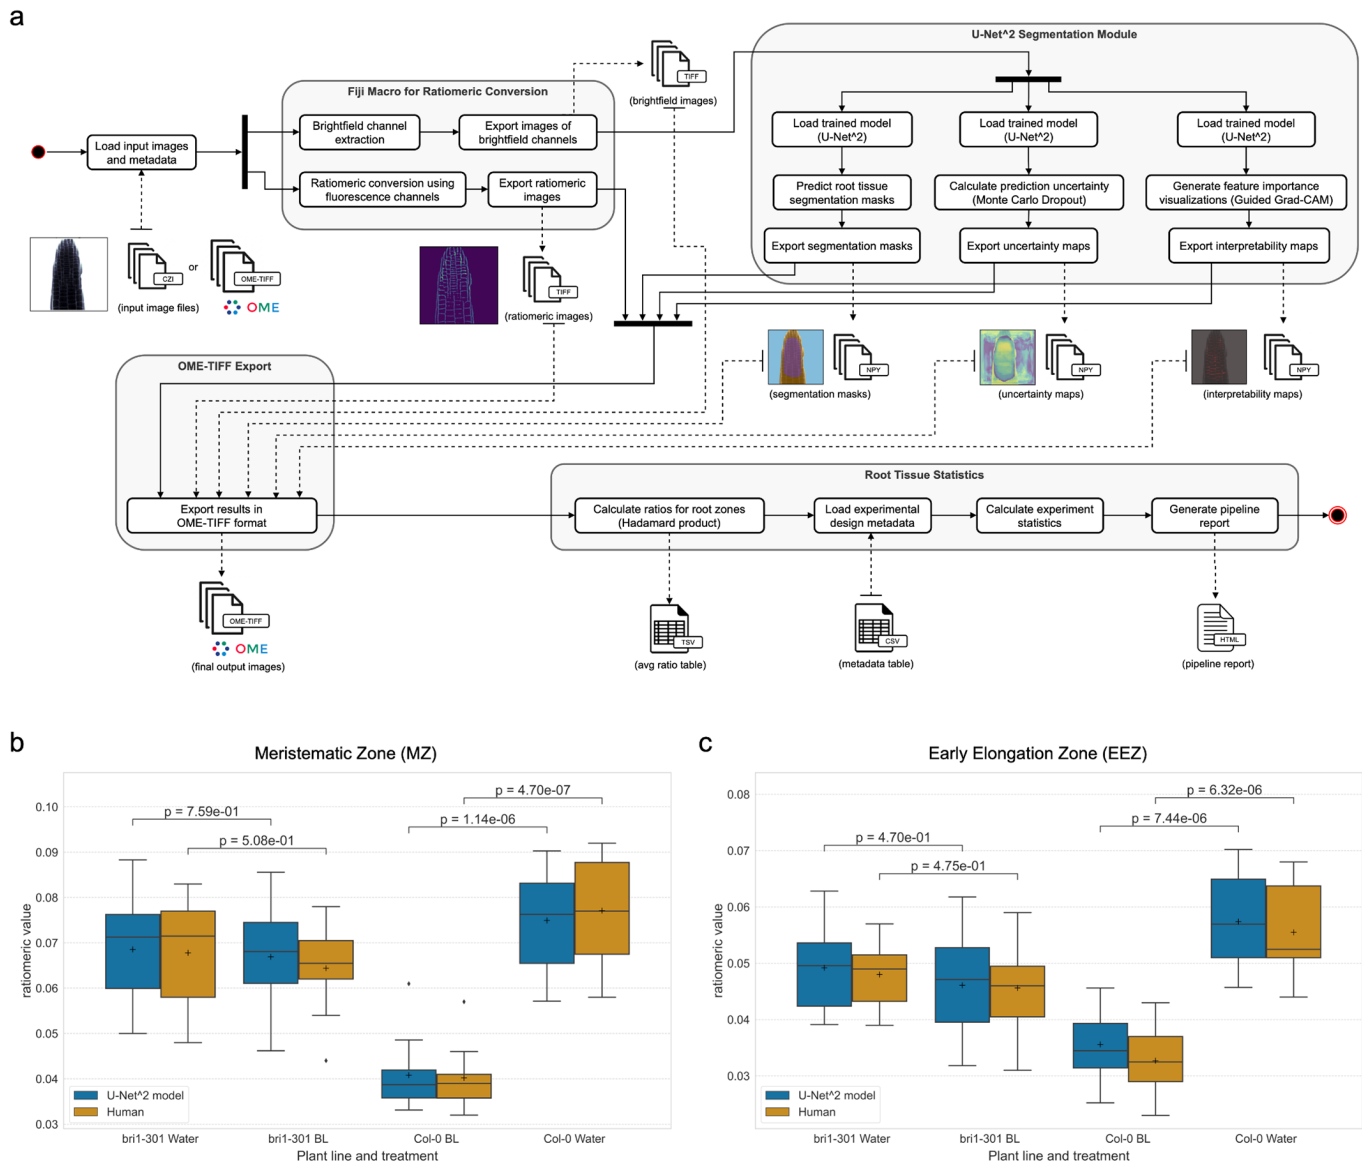 a
U-Net^2 Segmentation Module
TIFF
(brightfield images)
Fiji Macro for Ratiometric Conversion
Load input images
and metadata
Brightfield channel
extraction
Export images of
brightfield channels
Ratiometric conversion using
fluorescence channels
Export ratiometric
images
Load trained model
(U-Net^2)
Load trained model
(U-Net^2)
Load trained model
(U-Net^2)
Predict root tissue
segmentation masks
Calculate prediction uncertainty
(Monte Carlo Dropout)
Generate feature importance
visualizations (Guided Grad-CAM)
Export segmentation masks
Export uncertainty maps
Export interpretability maps
CZI
or
OME-TIFF
(input image files)
OME
TIFF
(ratiometric images)
NPY
(segmentation masks)
NPY
(uncertainty maps)
NPY
(interpretability maps)
OME-TIFF Export
Export results in
OME-TIFF format
OME-TIFF
OME
(final output images)
Root Tissue Statistics
Calculate ratios for root zones
(Hadamard product)
Load experimental
design metadata
Calculate experiment
statistics
Generate pipeline
report
TSV
(avg ratio table)
CSV
(metadata table)
HTML
(pipeline report)
b
Meristematic Zone (MZ)
ratiometric value
0.10
0.09
0.08
0.07
0.06
0.05
0.04
0.03
p = 7.59e-01
p = 5.08e-01
p = 4.70e-07
p = 1.14e-06
U-Net^2 model
Human
bri1-301 Water
bri1-301 BL
Col-0 BL
Col-0 Water
Plant line and treatment
c
Early Elongation Zone (EEZ)
ratiometric value
0.08
0.07
0.06
0.05
0.04
0.03
p = 4.70e-01
p = 4.75e-01
p = 6.32e-06
p = 7.44e-06
U-Net^2 model
Human
bri1-301 Water
bri1-301 BL
Col-0 BL
Col-0 Water
Plant line and treatment